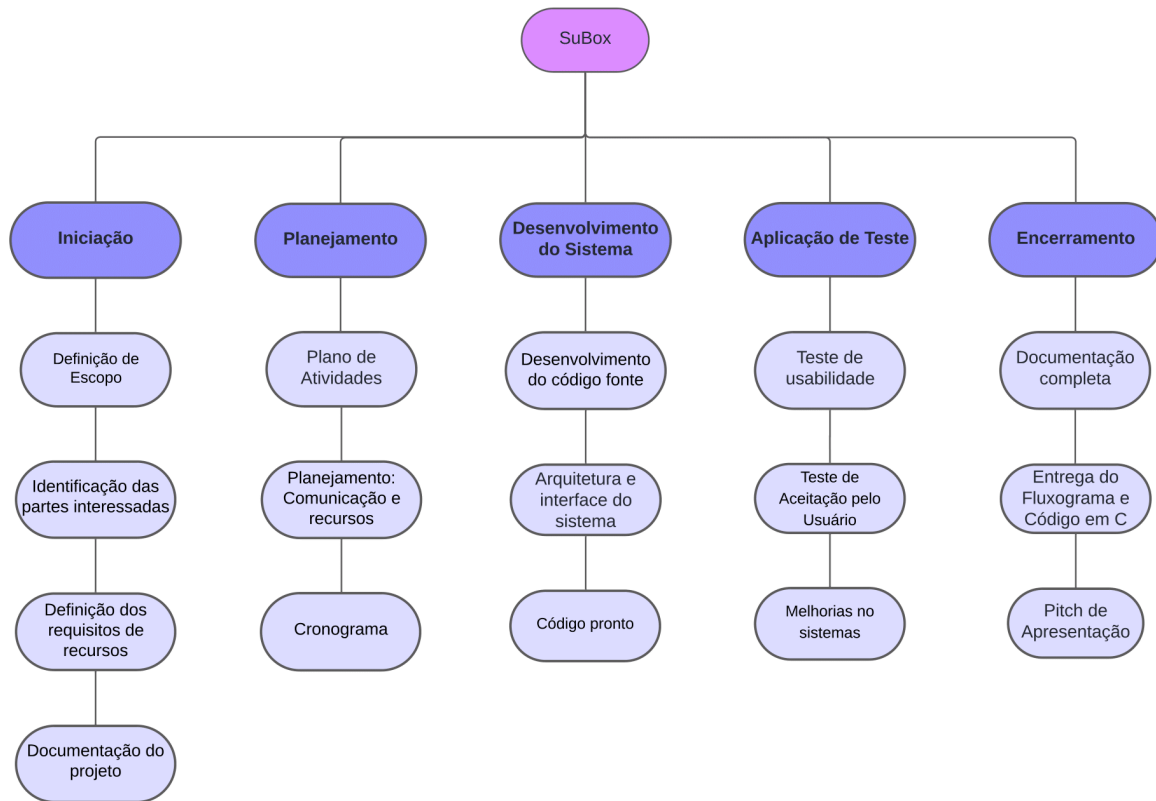 SuBox
Iniciação
Planejamento
Desenvolvimento
do Sistema
Aplicação de Teste
Encerramento
Definição de
Escopo
Identificação das
partes interessadas
Definição dos
requisitos de
recursos
Documentação do
projeto
Plano de
Atividades
Planejamento:
Comunicação e
recursos
Cronograma
Desenvolvimento
do código fonte
Arquitetura e
interface do
sistema
Código pronto
Teste de
usabilidade
Teste de
Aceitação pelo
Usuário
Melhorias no
sistemas
Documentação
completa
Entrega do
Fluxograma e
Código em C
Pitch de
Apresentação